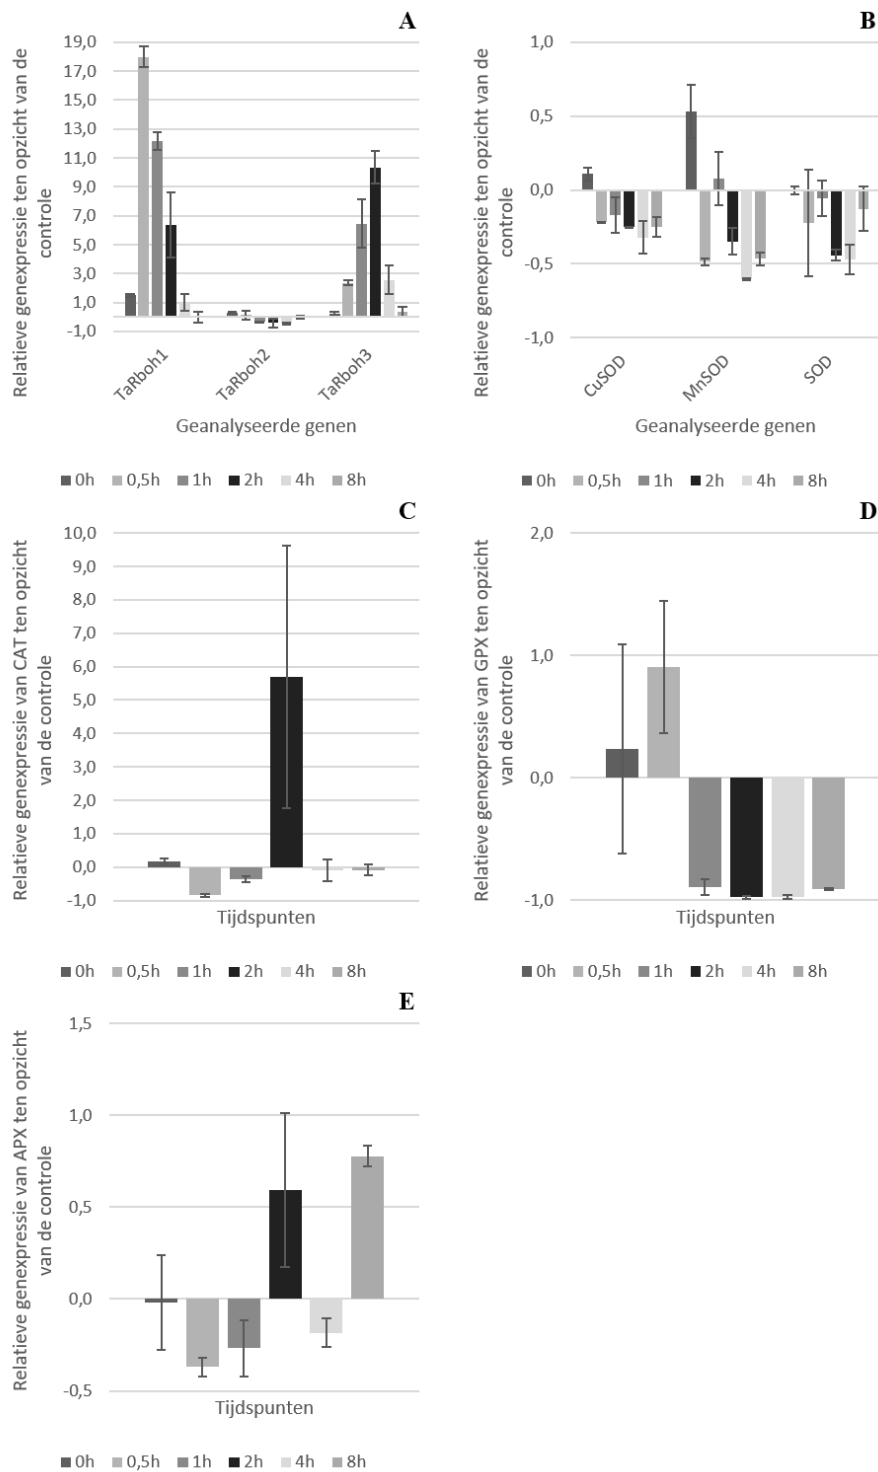 A
Relatieve genexpressie ten opzicht van de
controle
19,0
17,0
15,0
13,0
11,0
9,0
7,0
5,0
3,0
1,0
-1,0
TaRboh1
TaRboh2
TaRboh3
Geanalyseerde genen
0h 0,5h 1h 2h 4h 8h
B
Relatieve genexpressie ten opzicht van de
controle
1,0
0,5
0,0
-0,5
-1,0
CuSOD
MnSOD
SOD
Geanalyseerde genen
0h 0,5h 1h 2h 4h 8h
C
Relatieve genexpressie van CAT ten opzicht
van de controle
10,0
9,0
8,0
7,0
6,0
5,0
4,0
3,0
2,0
1,0
0,0
-1,0
Tijdspunten
0h 0,5h 1h 2h 4h 8h
D
Relatieve genexpressie van GPX ten opzicht
van de controle
2,0
1,0
0,0
-1,0
Tijdspunten
0h 0,5h 1h 2h 4h 8h
E
Relatieve genexpressie van APX ten opzicht
van de controle
1,5
1,0
0,5
0,0
-0,5
Tijdspunten
0h 0,5h 1h 2h 4h 8h